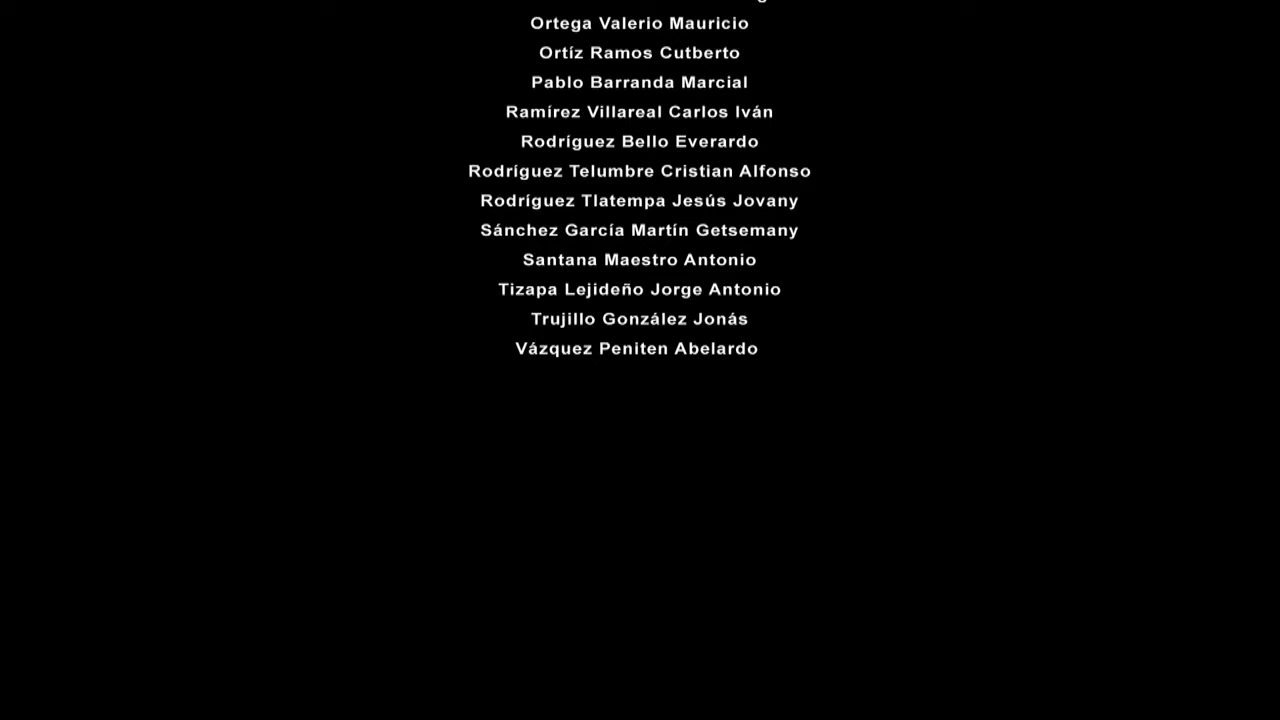 Ortega Valerio Mauricio
Ortíz Ramos Cutberto
Pablo Barranda Marcial
Ramírez Villareal Carlos Iván
Rodríguez Bello Everardo
Rodríguez Telumbre Cristian Alfonso
Rodríguez Tlatempa Jesús Jovany
Sánchez García Martín Getsemany
Santana Maestro Antonio
Tizapa Lejideño Jorge Antonio
Trujillo González Jonás
Vázquez Peniten Abelardo